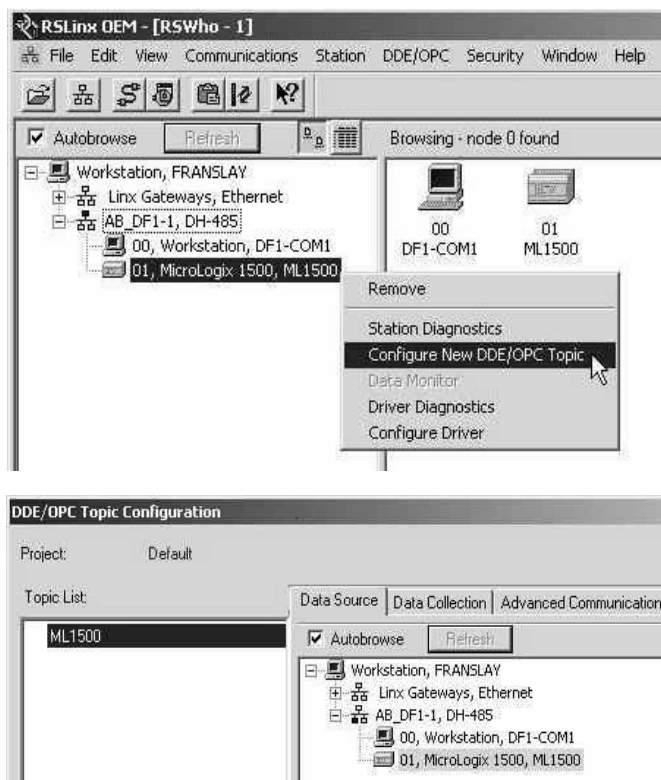 RSLinx OEM - [RSWho - 1]
File Edit View Communications Station DDE/OPC Security Window Help
Autobrowse Refresh Browsing - node 0 found
Workstation, FRANSLAY
Linx Gateways, Ethernet
AB_DF1-1, DH-485
00, Workstation, DF1-COM1
01, MicroLogix 1500, ML1500
00
DF1-COM1
01
ML1500
Remove
Station Diagnostics
Configure New DDE/OPC Topic
Data Monitor
Driver Diagnostics
Configure Driver
DDE/OPC Topic Configuration
Project: Default
Topic List:
ML1500
Data Source Data Collection Advanced Communication
Autobrowse Refresh
Workstation, FRANSLAY
Linx Gateways, Ethernet
AB_DF1-1, DH-485
00, Workstation, DF1-COM1
01, MicroLogix 1500, ML1500